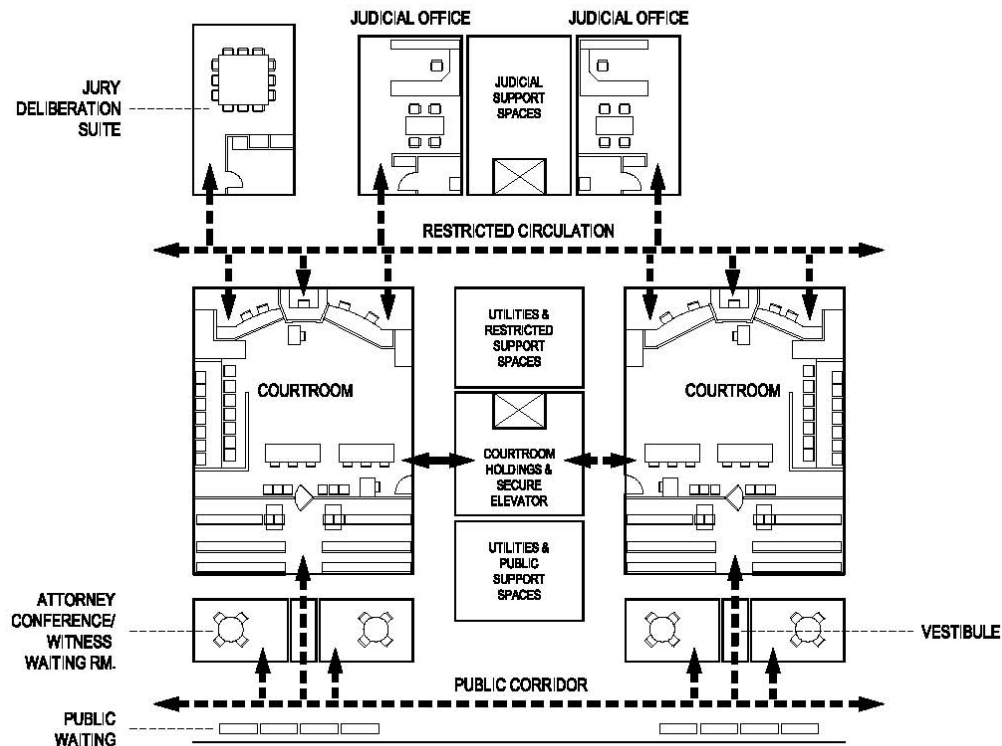 JUDICIAL OFFICE
JUDICIAL OFFICE
JURY
DELIBERATION
SUITE
JUDICIAL
SUPPORT
SPACES
RESTRICTED CIRCULATION
UTILITIES &
RESTRICTED
SUPPORT
SPACES
COURTROOM
COURTROOM
COURTROOM
HOLDINGS &
SECURE
ELEVATOR
UTILITIES &
PUBLIC
SUPPORT
SPACES
ATTORNEY
CONFERENCE/
WITNESS
WAITING RM.
VESTIBULE
PUBLIC CORRIDOR
PUBLIC
WAITING